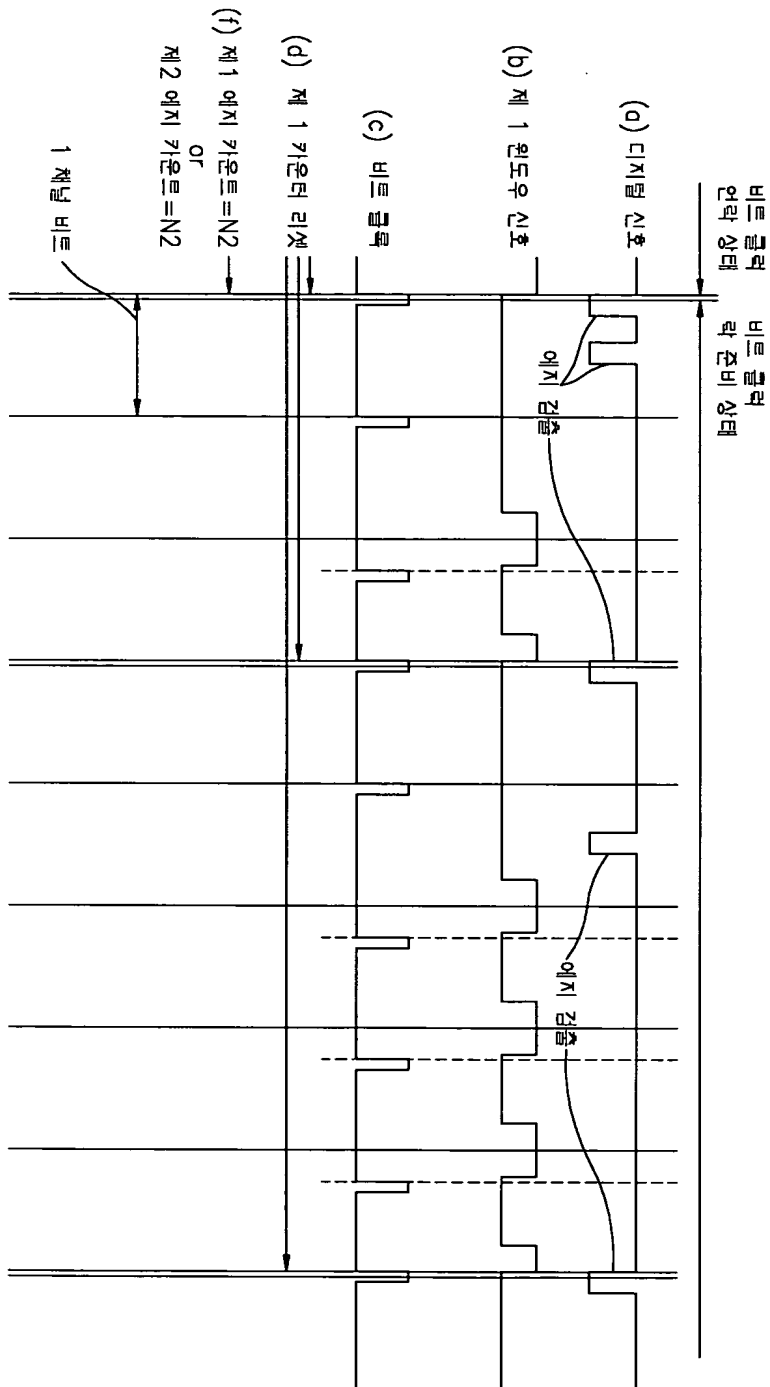 비트 클럭
언락 상태
비트 클럭
락 준비 상태
(a) 디지털 신호
에지 검출
에지 검출
(b) 제 1 윈도우 신호
(c) 비트 클록
(d) 제 1 카운터 리셋
(f) 제 1 에지 카운트=N2
or
제2 에지 카운트=N2
1 채널 비트